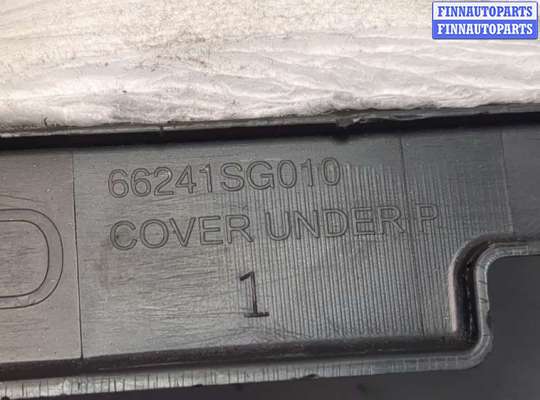 FINNAUTOPARTS
FINNAUTOPARTS
66241SG010
COVER UNDER P
1